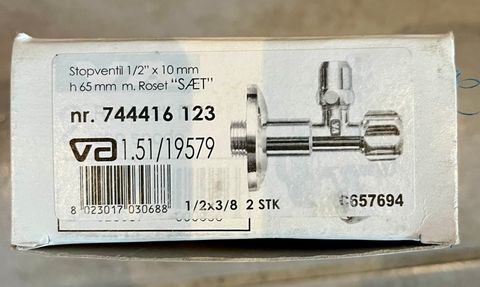 Stopventil 1/2" x 10 mm
h 65 mm m. Roset "SÆT"
nr. 744416 123
va 1.51/19579
8 023017 030688
1/2x3/8 2 STK
657694